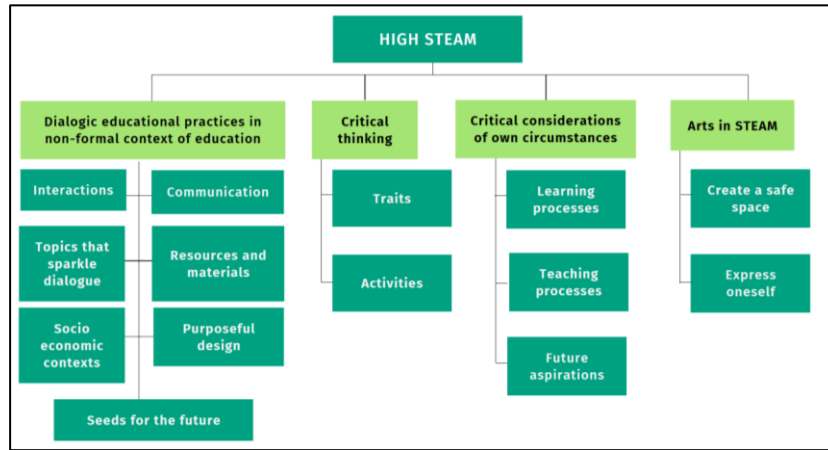 HIGH STEAM
Dialogic educational practices in
non-formal context of education
Interactions
Communication
Topics that
sparkle
dialogue
Resources and
materials
Socio
economic
contexts
Purposeful
design
Seeds for the future
Critical
thinking
Traits
Activities
Critical considerations
of own circumstances
Learning
processes
Teaching
processes
Future
aspirations
Arts in STEAM
Create a safe
space
Express
oneself